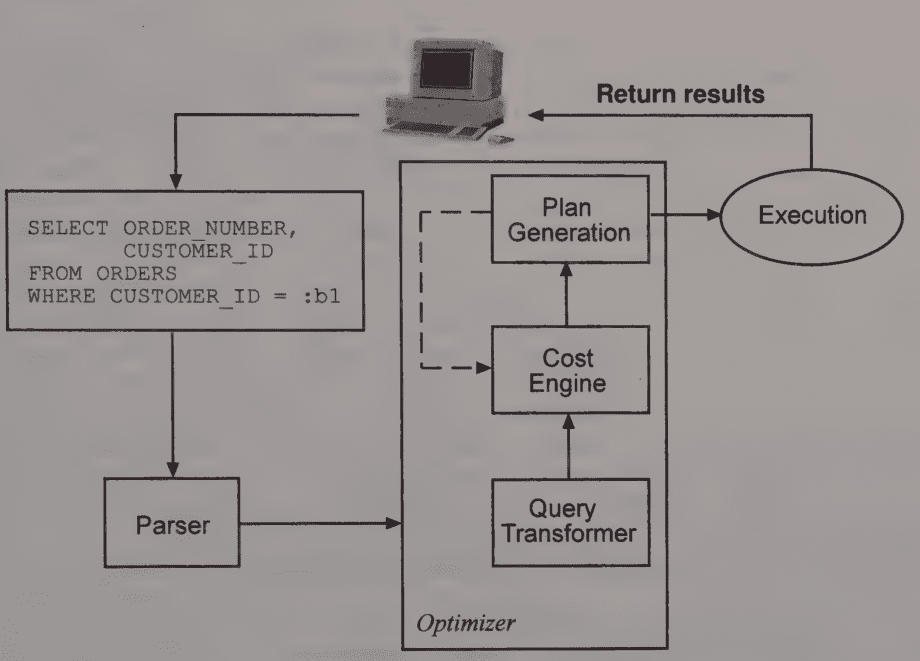 Return results
SELECT ORDER_NUMBER,
CUSTOMER_ID
FROM ORDERS
WHERE CUSTOMER_ID = :b1
Plan
Generation
Execution
Cost
Engine
Parser
Query
Transformer
Optimizer